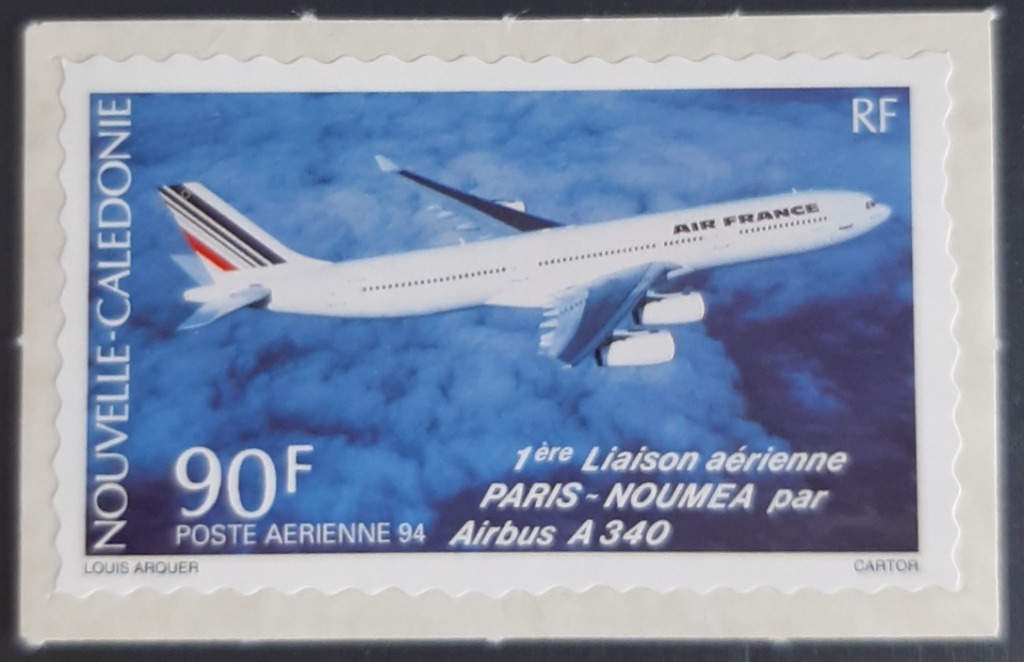 NOUVELLE-CALEDONIE
RF
AIR FRANCE
90F
POSTE AERIENNE 94
1ère Liaison aérienne
PARIS - NOUMEA par
Airbus A 340
LOUIS ARQUER
CARTOR